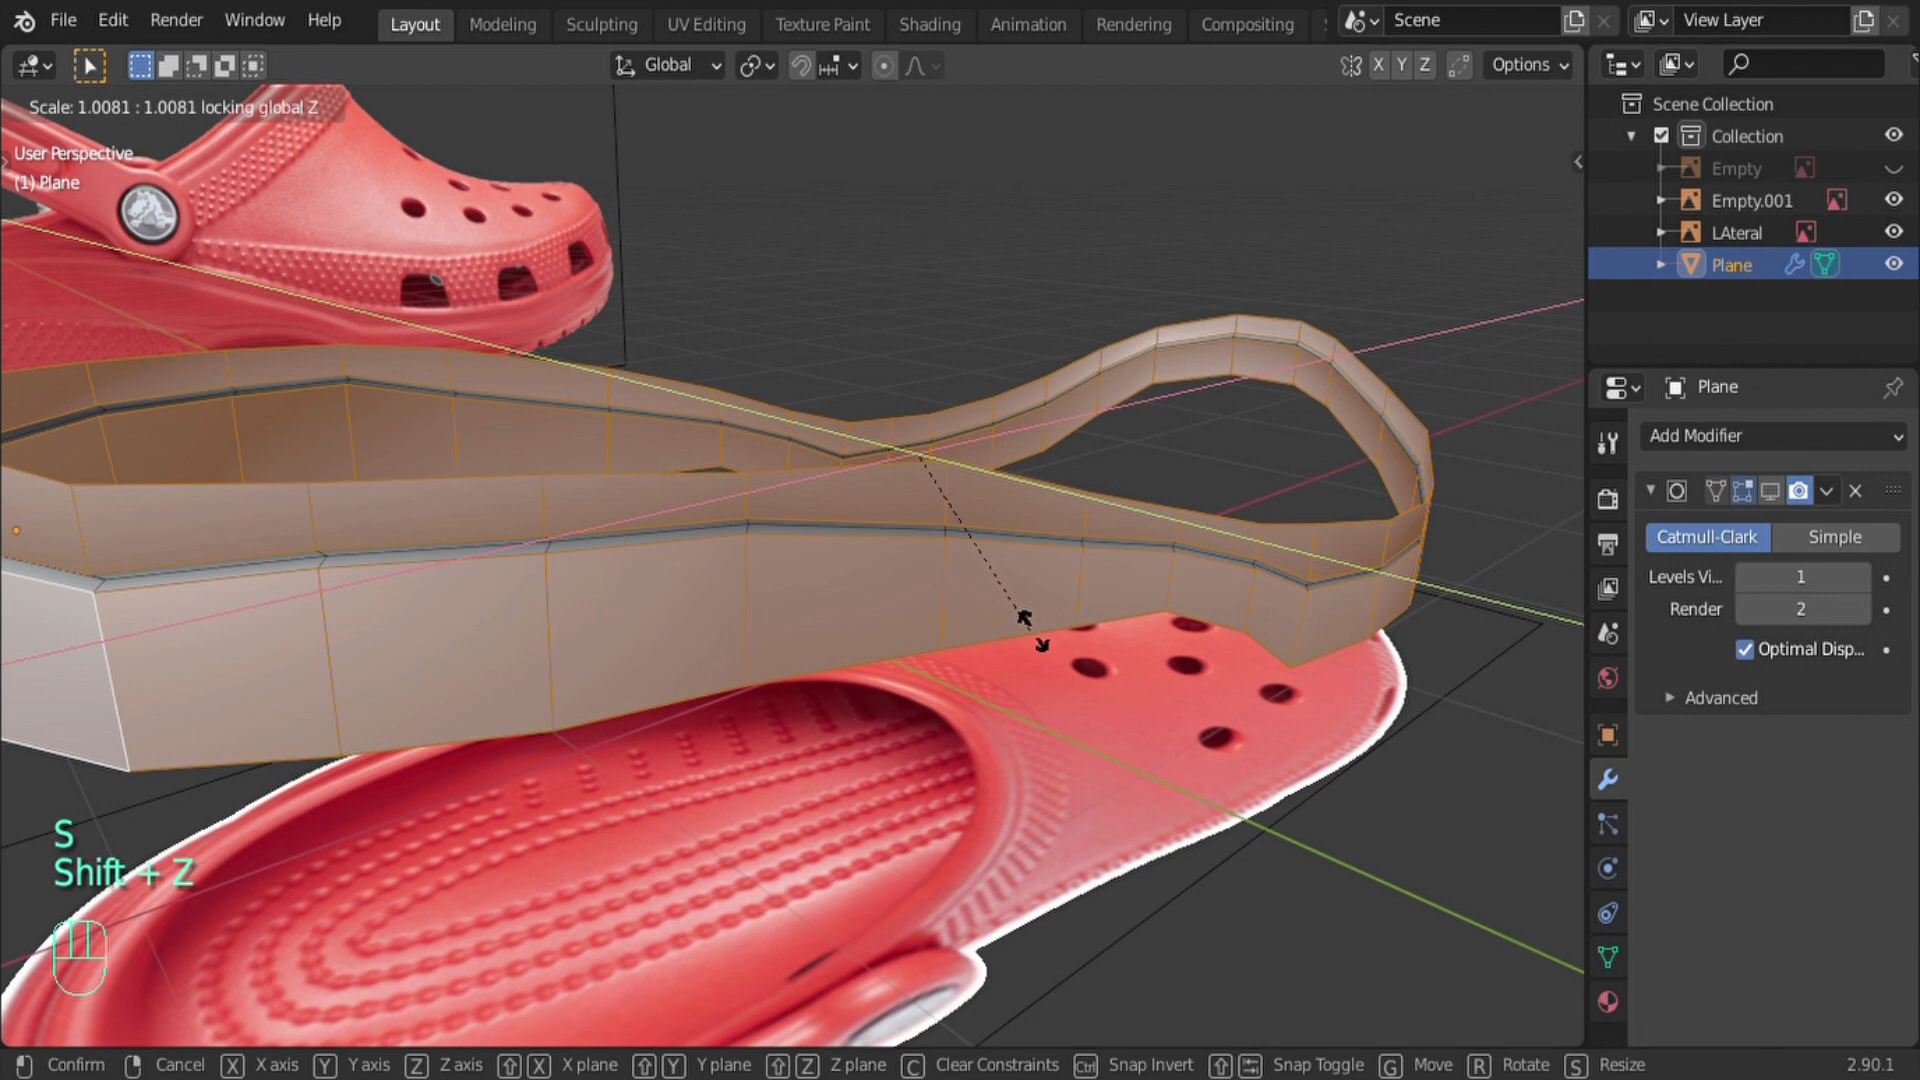 File Edit Render Window Help Layout Modeling Sculpting UV Editing Texture Paint Shading Animation Rendering Compositing Scene View Layer
Global X Y Z Options
Scale: 1.0081 : 1.0081 locking global Z
User Perspective
(1) Plane
Scene Collection
Collection
Empty
Empty.001
LAteral
Plane
Plane
Add Modifier
Catmull-Clark Simple
Levels Vi... 1
Render 2
Optimal Disp...
Advanced
S
Shift + Z
Confirm Cancel X X axis Y Y axis Z Z axis X X plane Y Y plane Z Z plane C Clear Constraints Ctrl Snap Invert Snap Toggle G Move R Rotate S Resize 2.90.1